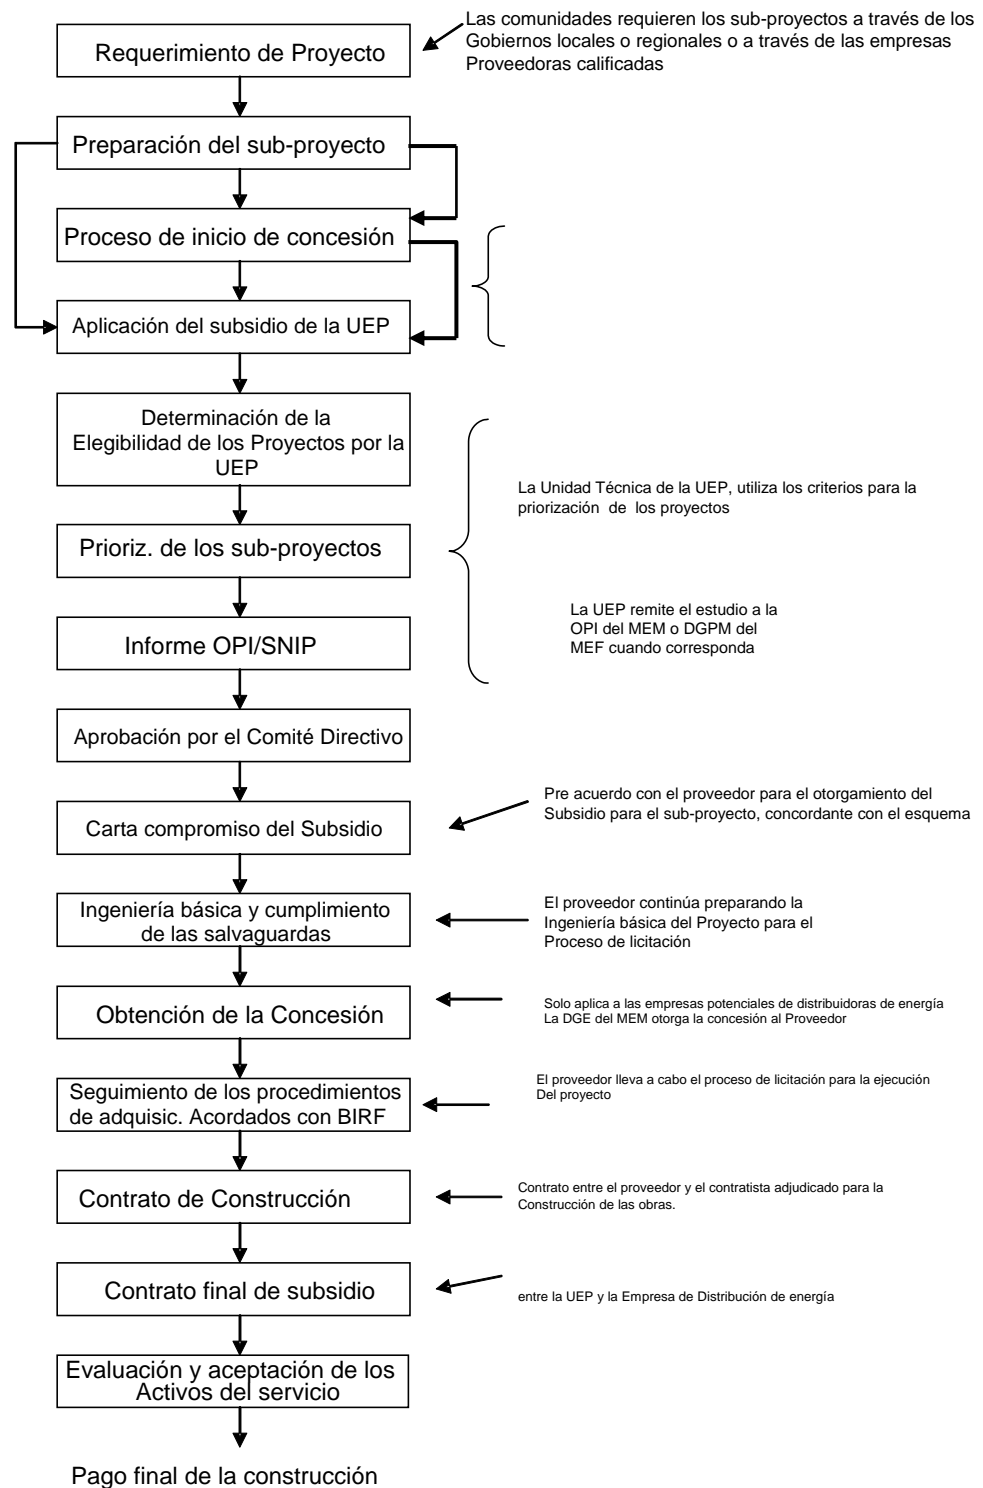 Las comunidades requieren los sub-proyectos a través de los
Gobiernos locales o regionales o a través de las empresas
Proveedoras calificadas
Requerimiento de Proyecto
Preparación del sub-proyecto
Proceso de inicio de concesión
Aplicación del subsidio de la UEP
Determinación de la
Elegibilidad de los Proyectos por la
UEP
La Unidad Técnica de la UEP, utiliza los criterios para la
priorización de los proyectos
Prioriz. de los sub-proyectos
La UEP remite el estudio a la
OPI del MEM o DGPM del
MEF cuando corresponda
Informe OPI/SNIP
Aprobación por el Comité Directivo
Pre acuerdo con el proveedor para el otorgamiento del
Subsidio para el sub-proyecto, concordante con el esquema
Carta compromiso del Subsidio
Ingeniería básica y cumplimiento
de las salvaguardas
El proveedor continúa preparando la
Ingeniería básica del Proyecto para el
Proceso de licitación
Obtención de la Concesión
Solo aplica a las empresas potenciales de distribuidoras de energía
La DGE del MEM otorga la concesión al Proveedor
Seguimiento de los procedimientos
de adquisic. Acordados con BIRF
El proveedor lleva a cabo el proceso de licitación para la ejecución
Del proyecto
Contrato de Construcción
Contrato entre el proveedor y el contratista adjudicado para la
Construcción de las obras.
Contrato final de subsidio
entre la UEP y la Empresa de Distribución de energía
Evaluación y aceptación de los
Activos del servicio
Pago final de la construcción